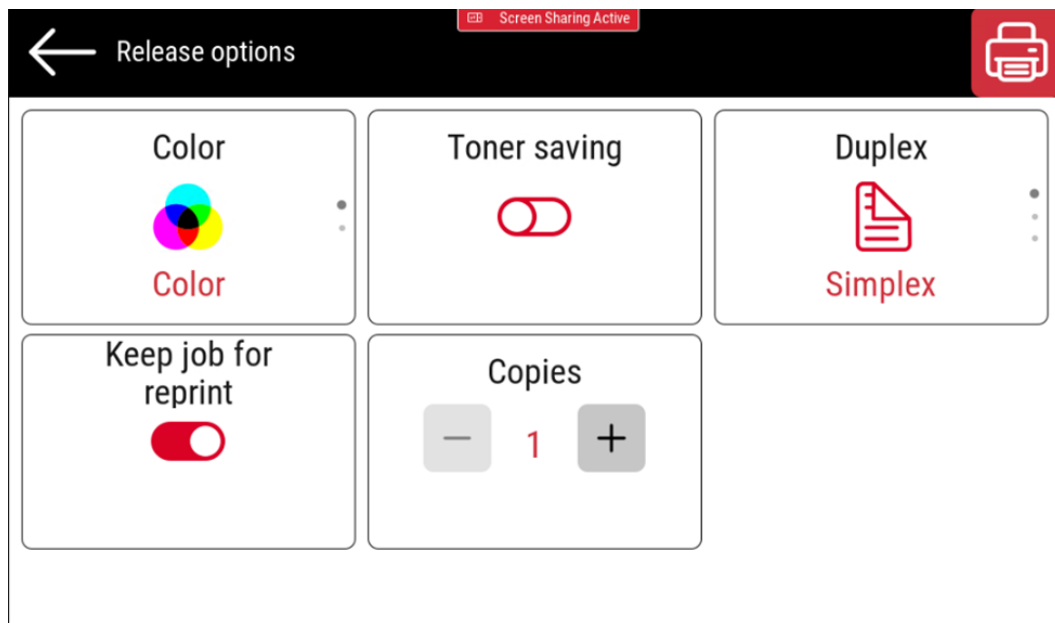 Screen Sharing Active
Release options
Color
Color
Toner saving
Duplex
Simplex
Keep job for
reprint
Copies
1